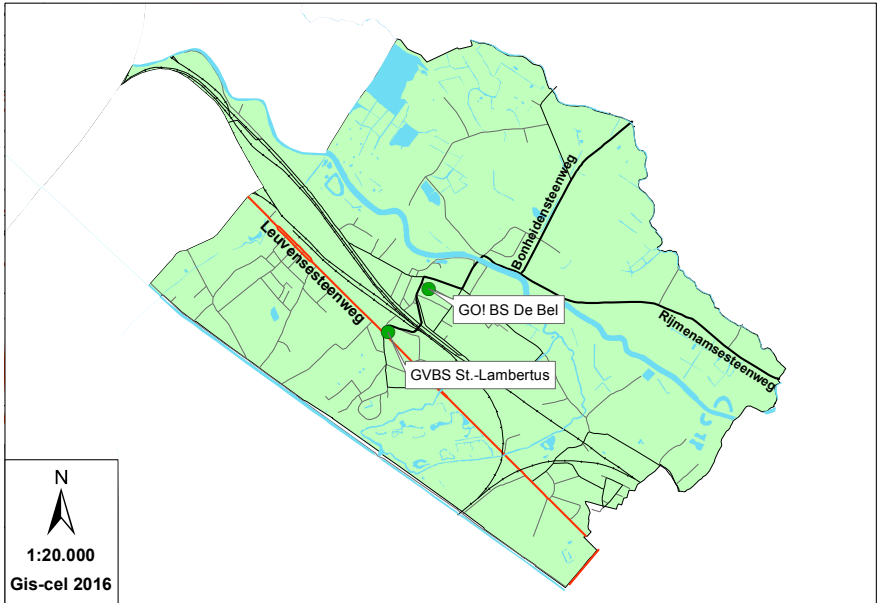 Bonheidensteenweg
Leuvensesteenweg
GO! BS De Bel
Rijmenamsesteenweg
GVBS St.-Lambertus
N
1:20.000
Gis-cel 2016